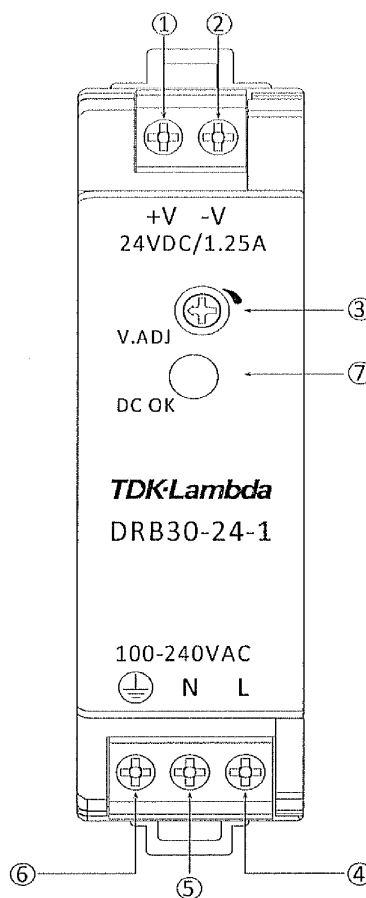 ① ②
+V -V
24VDC/1.25A
③
V.ADJ
⑦
DC OK
TDK·Lambda
DRB30-24-1
100-240VAC
N L
⑥ ⑤ ④